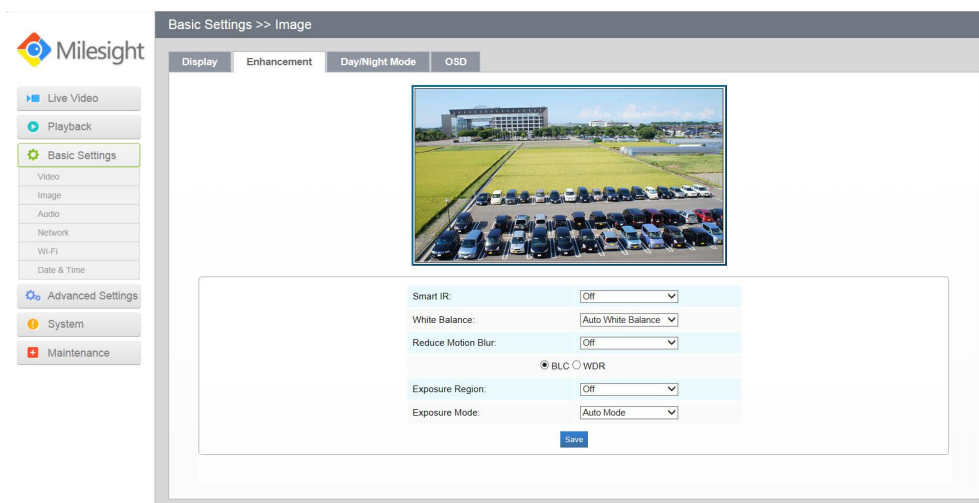 Basic Settings >> Image
Milesight
Display Enhancement Day/Night Mode OSD
Live Video
Playback
Basic Settings
Video
Image
Audio
Network
Wi-Fi
Date & Time
Advanced Settings
System
Maintenance
Smart IR: Off
White Balance: Auto White Balance
Reduce Motion Blur: Off
BLC WDR
Exposure Region: Off
Exposure Mode: Auto Mode
Save